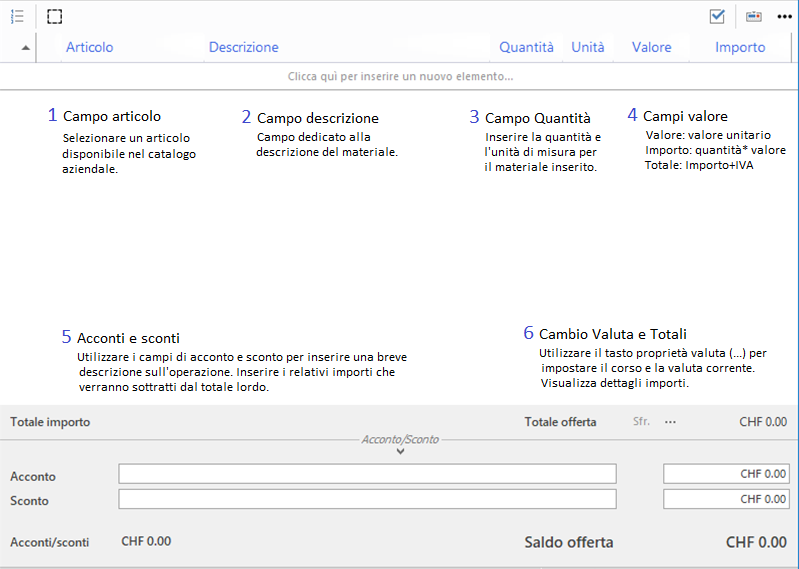 Articolo Descrizione Quantità Unità Valore Importo
Clicca quì per inserire un nuovo elemento...
1 Campo articolo
Selezionare un articolo
disponibile nel catalogo
aziendale.
2 Campo descrizione
Campo dedicato alla
descrizione del materiale.
3 Campo Quantità
Inserire la quantità e
l'unità di misura per
il materiale inserito.
4 Campi valore
Valore: valore unitario
Importo: quantità* valore
Totale: Importo+IVA
5 Acconti e sconti
Utilizzare i campi di acconto e sconto per inserire una breve
descrizione sull'operazione. Inserire i relativi importi che
verranno sottratti dal totale lordo.
6 Cambio Valuta e Totali
Utilizzare il tasto proprietà valuta (...) per
impostare il corso e la valuta corrente.
Visualizza dettagli importi.
Totale importo Totale offerta Sfr. ... CHF 0.00
Acconto/Sconto
Acconto CHF 0.00
Sconto CHF 0.00
Acconti/sconti CHF 0.00 Saldo offerta CHF 0.00